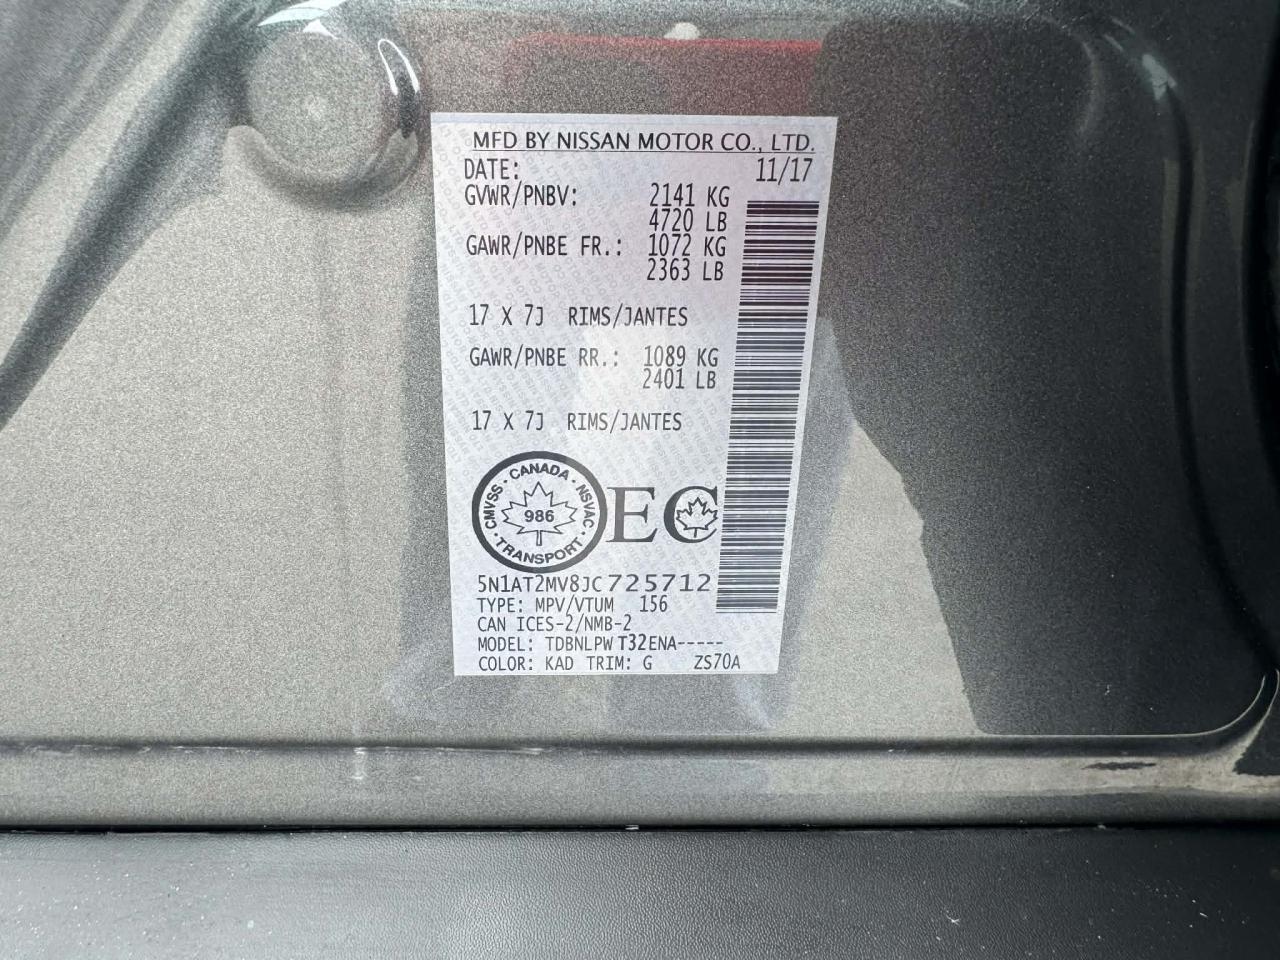 MFD BY NISSAN MOTOR CO., LTD.
DATE: 11/17
GVWR/PNBV: 2141 KG
4720 LB
GAWR/PNBE FR.: 1072 KG
2363 LB
17 X 7J RIMS/JANTES
GAWR/PNBE RR.: 1089 KG
2401 LB
17 X 7J RIMS/JANTES
CMVSS · CANADA · NSVAC · TRANSPORT ·
986
EC
5N1AT2MV8JC725712
TYPE: MPV/VTUM 156
CAN ICES-2/NMB-2
MODEL: TDBNLPW T32ENA-----
COLOR: KAD TRIM: G ZS70A